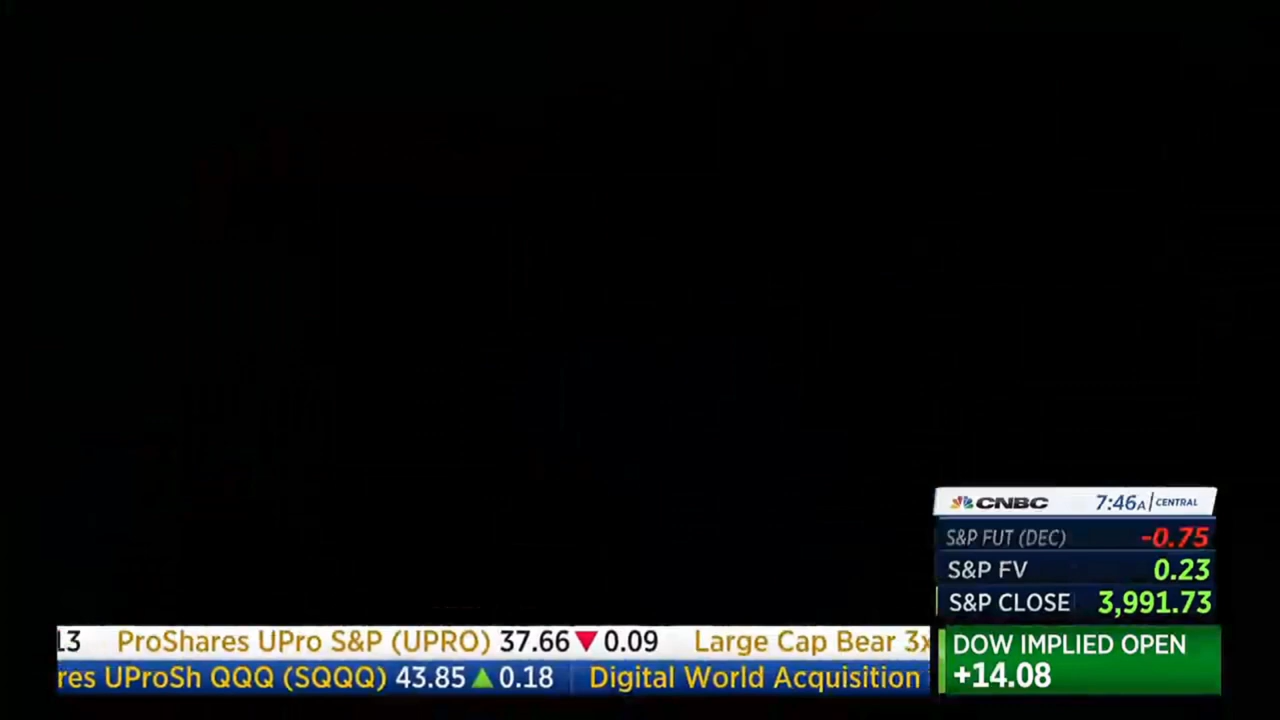 CNBC 7:46A CENTRAL
S&P FUT (DEC) -0.75
S&P FV 0.23
S&P CLOSE 3,991.73
DOW IMPLIED OPEN
+14.08
13 ProShares UPro S&P (UPRO) 37.66 ▼ 0.09 Large Cap Bear 3x
res UProSh QQQ (SQQQ) 43.85 ▲ 0.18 Digital World Acquisition